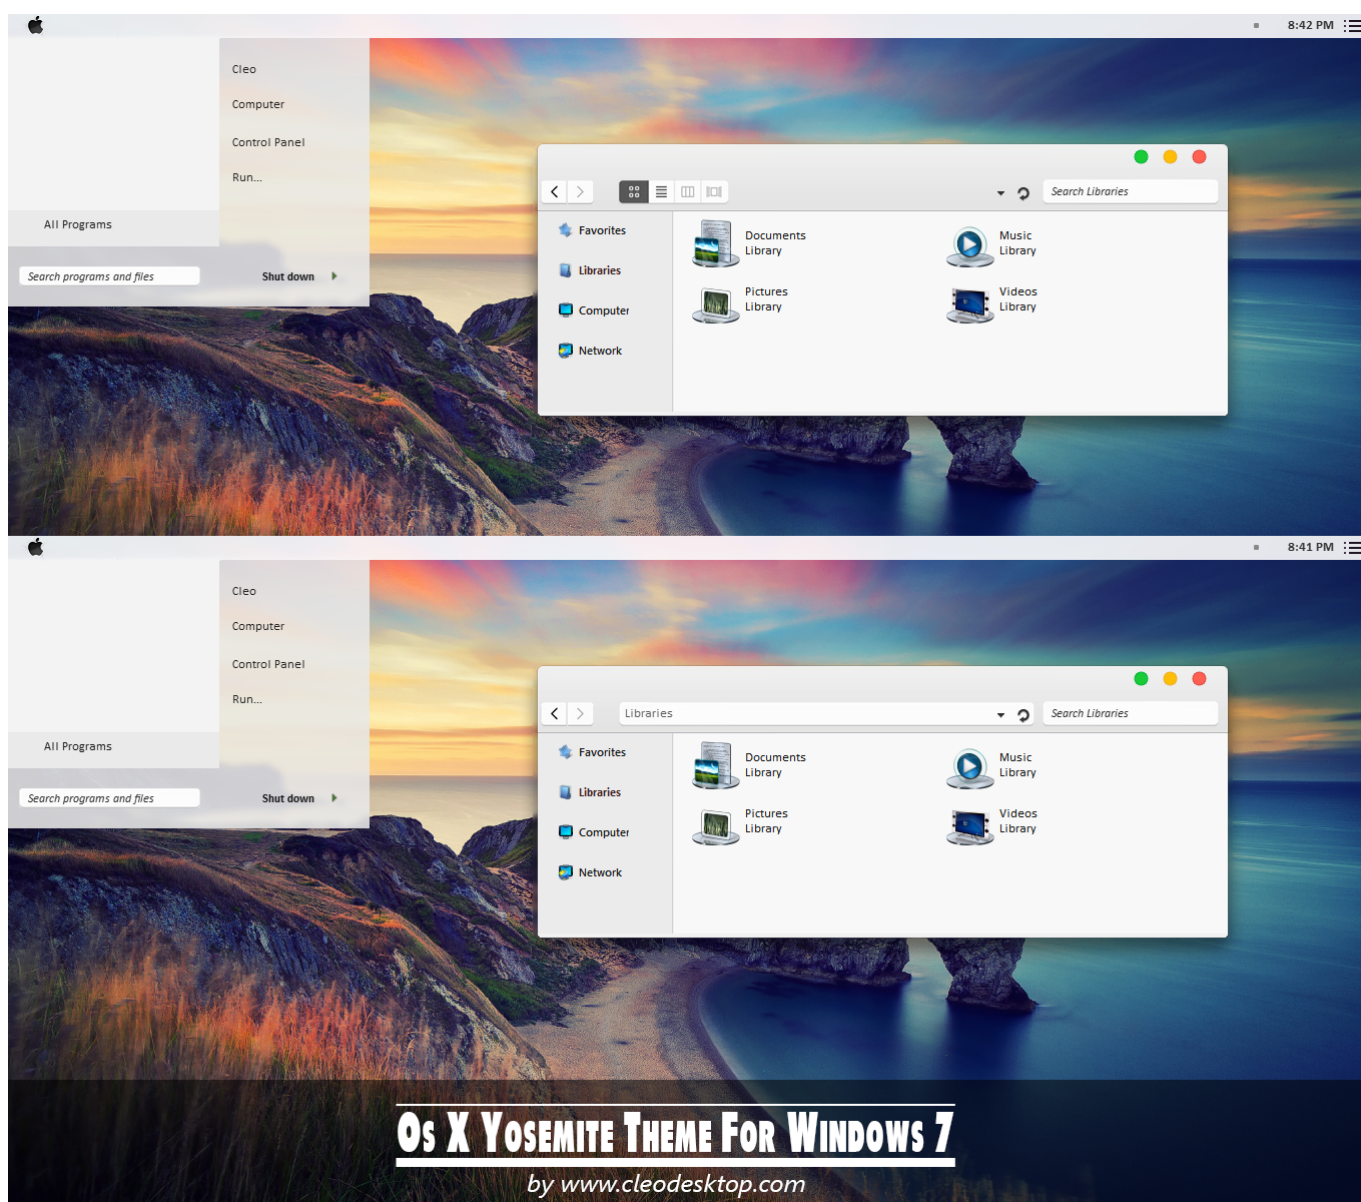 8:42 PM
Cleo
Computer
Control Panel
Run...
All Programs
Search programs and files
Shut down
Search Libraries
Favorites
Libraries
Computer
Network
Documents
Library
Music
Library
Pictures
Library
Videos
Library
8:41 PM
Cleo
Computer
Control Panel
Run...
All Programs
Search programs and files
Shut down
Libraries
Search Libraries
Favorites
Libraries
Computer
Network
Documents
Library
Music
Library
Pictures
Library
Videos
Library
Os X Yosemite Theme For Windows 7
by www.cleodesktop.com